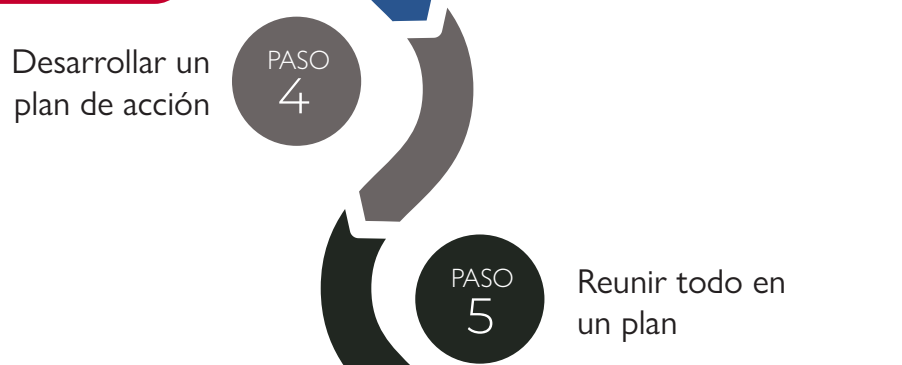 Desarrollar un
plan de acción
PASO
4
PASO
5
Reunir todo en
un plan